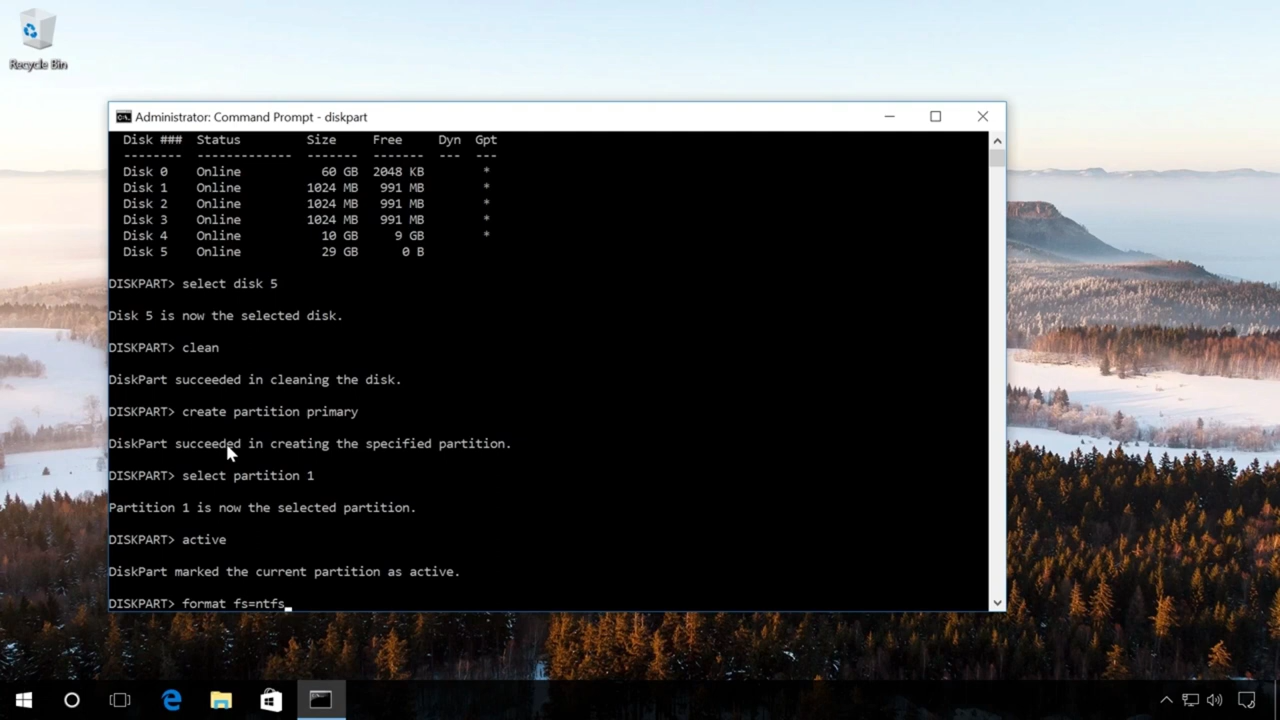 Recycle Bin
Administrator: Command Prompt - diskpart
Disk ###  Status         Size     Free     Dyn  Gpt
--------  -------------  -------  -------  ---  ---
Disk 0    Online           60 GB  2048 KB        *
Disk 1    Online         1024 MB   991 MB        *
Disk 2    Online         1024 MB   991 MB        *
Disk 3    Online         1024 MB   991 MB        *
Disk 4    Online           10 GB     9 GB        *
Disk 5    Online           29 GB      0 B
DISKPART> select disk 5
Disk 5 is now the selected disk.
DISKPART> clean
DiskPart succeeded in cleaning the disk.
DISKPART> create partition primary
DiskPart succeeded in creating the specified partition.
DISKPART> select partition 1
Partition 1 is now the selected partition.
DISKPART> active
DiskPart marked the current partition as active.
DISKPART> format fs=ntfs